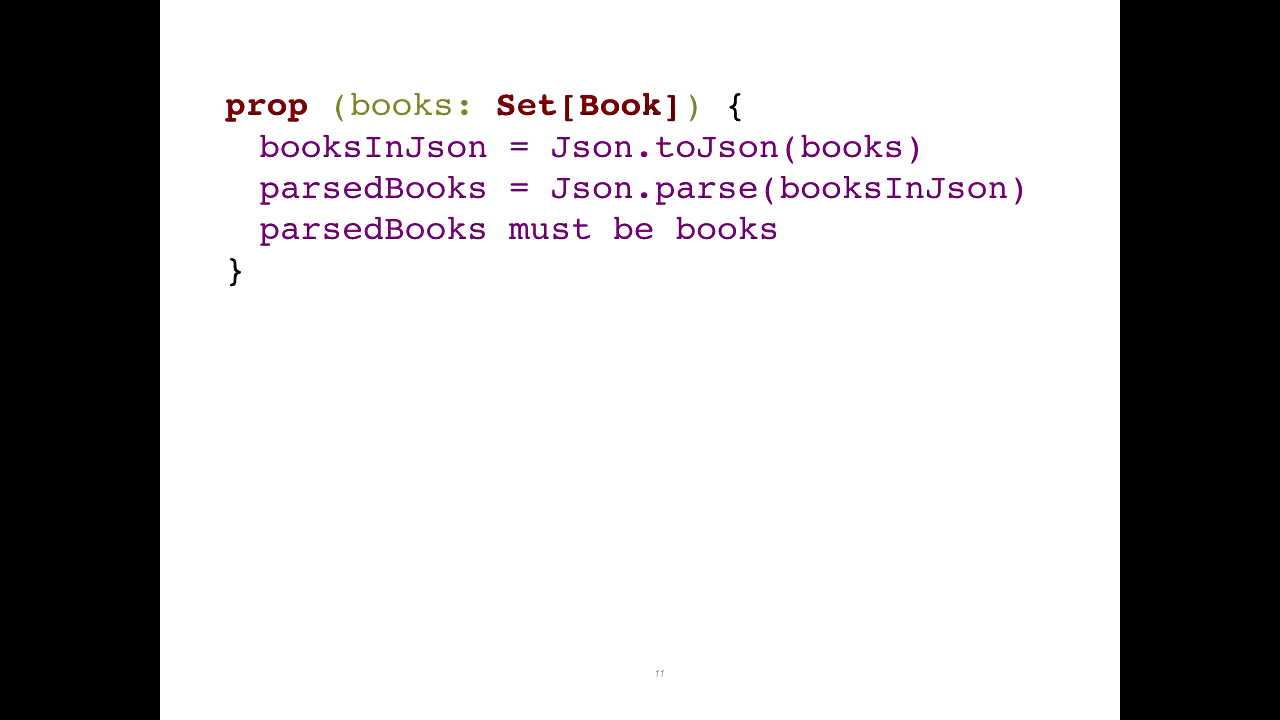 prop (books: Set[Book]) {
booksInJson = Json.toJson(books)
parsedBooks = Json.parse(booksInJson)
parsedBooks must be books
}
11